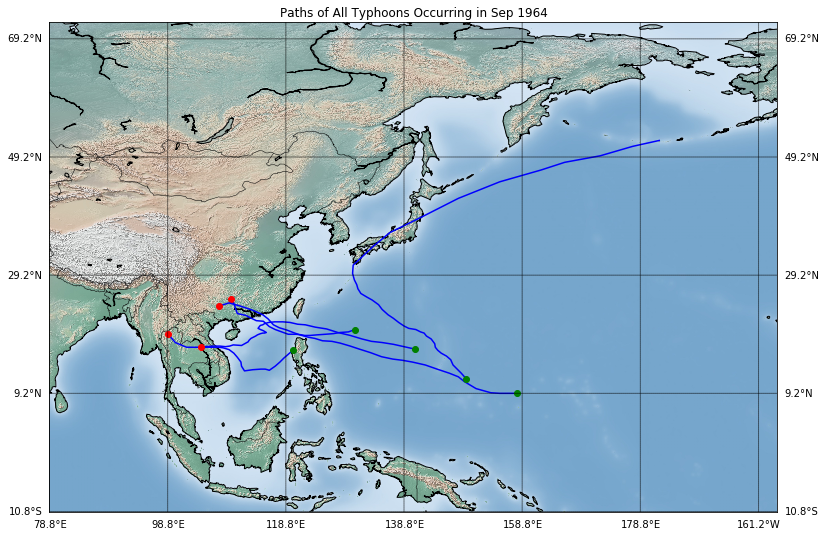 Paths of All Typhoons Occurring in Sep 1964
69.2°N 69.2°N
49.2°N 49.2°N
29.2°N 29.2°N
9.2°N 9.2°N
10.8°S 10.8°S
78.8°E 98.8°E 118.8°E 138.8°E 158.8°E 178.8°E 161.2°W